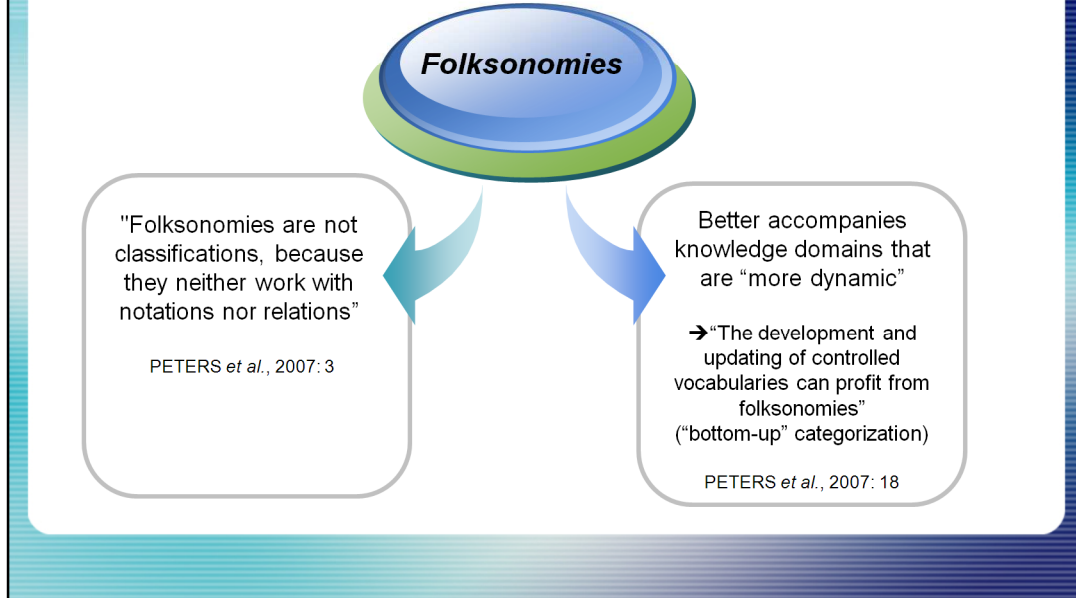 Folksonomies
"Folksonomies are not
classifications, because
they neither work with
notations nor relations”
PETERS et al., 2007: 3
Better accompanies
knowledge domains that
are “more dynamic”
➔“The development and
updating of controlled
vocabularies can profit from
folksonomies”
(“bottom-up” categorization)
PETERS et al., 2007: 18